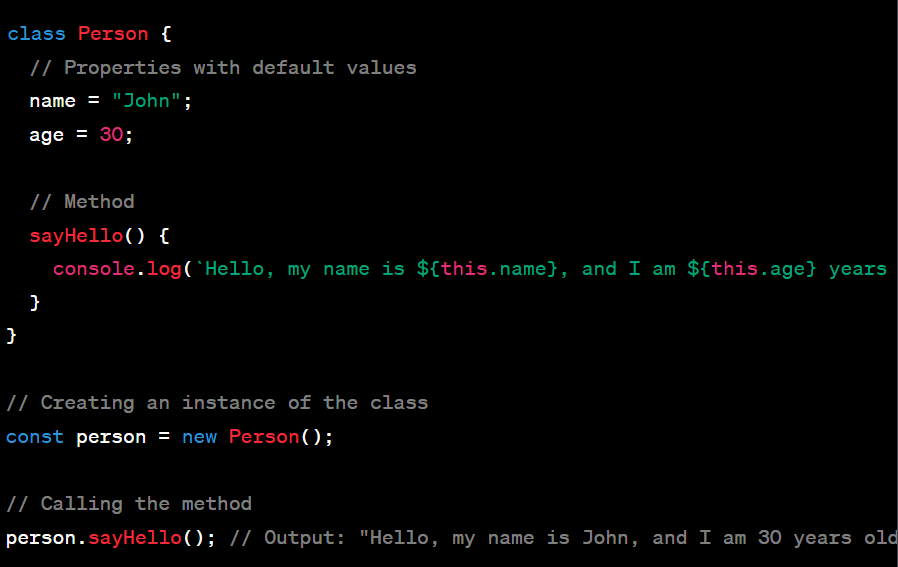 class Person {
  // Properties with default values
  name = "John";
  age = 30;
  // Method
  sayHello() {
    console.log(`Hello, my name is ${this.name}, and I am ${this.age} years
  }
}
// Creating an instance of the class
const person = new Person();
// Calling the method
person.sayHello(); // Output: "Hello, my name is John, and I am 30 years old